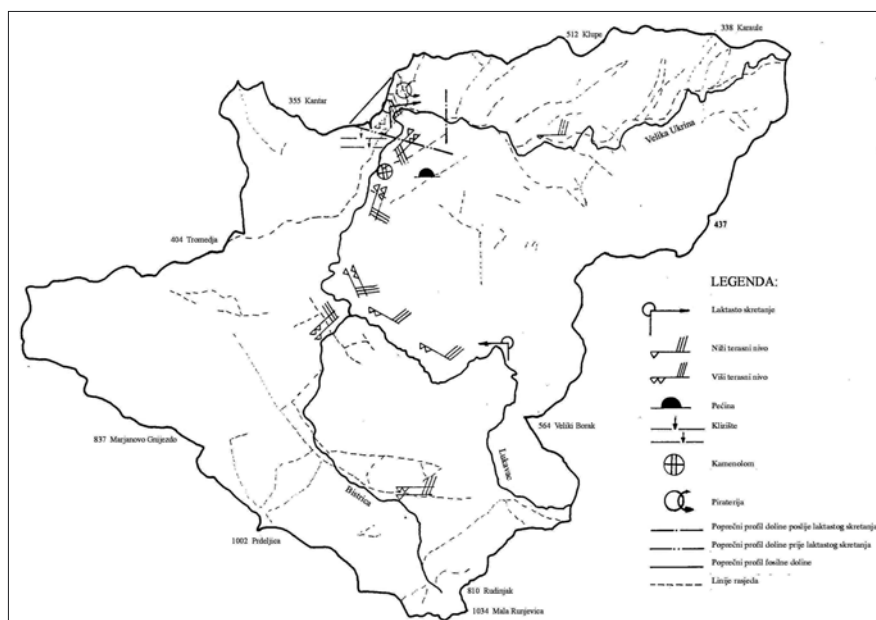 512 Klupe
338 Karaule
355 Kantar
Velika Ukrina
437
404 Tromedja
LEGENDA:
Laktasto skretanje
Niži terasni nivo
Viši terasni nivo
Pećina
564 Veliki Borak
Klizište
837 Marjanovo Gnijezdo
Lukavac
Kamenolom
Bistrica
Piraterija
Poprečni profil doline poslije laktastog skretanja
1002 Prdeljica
Poprečni profil doline prije laktastog skretanja
Poprečni profil fosilne doline
810 Rudinjak
Linije rasjeda
1034 Mala Runjevica